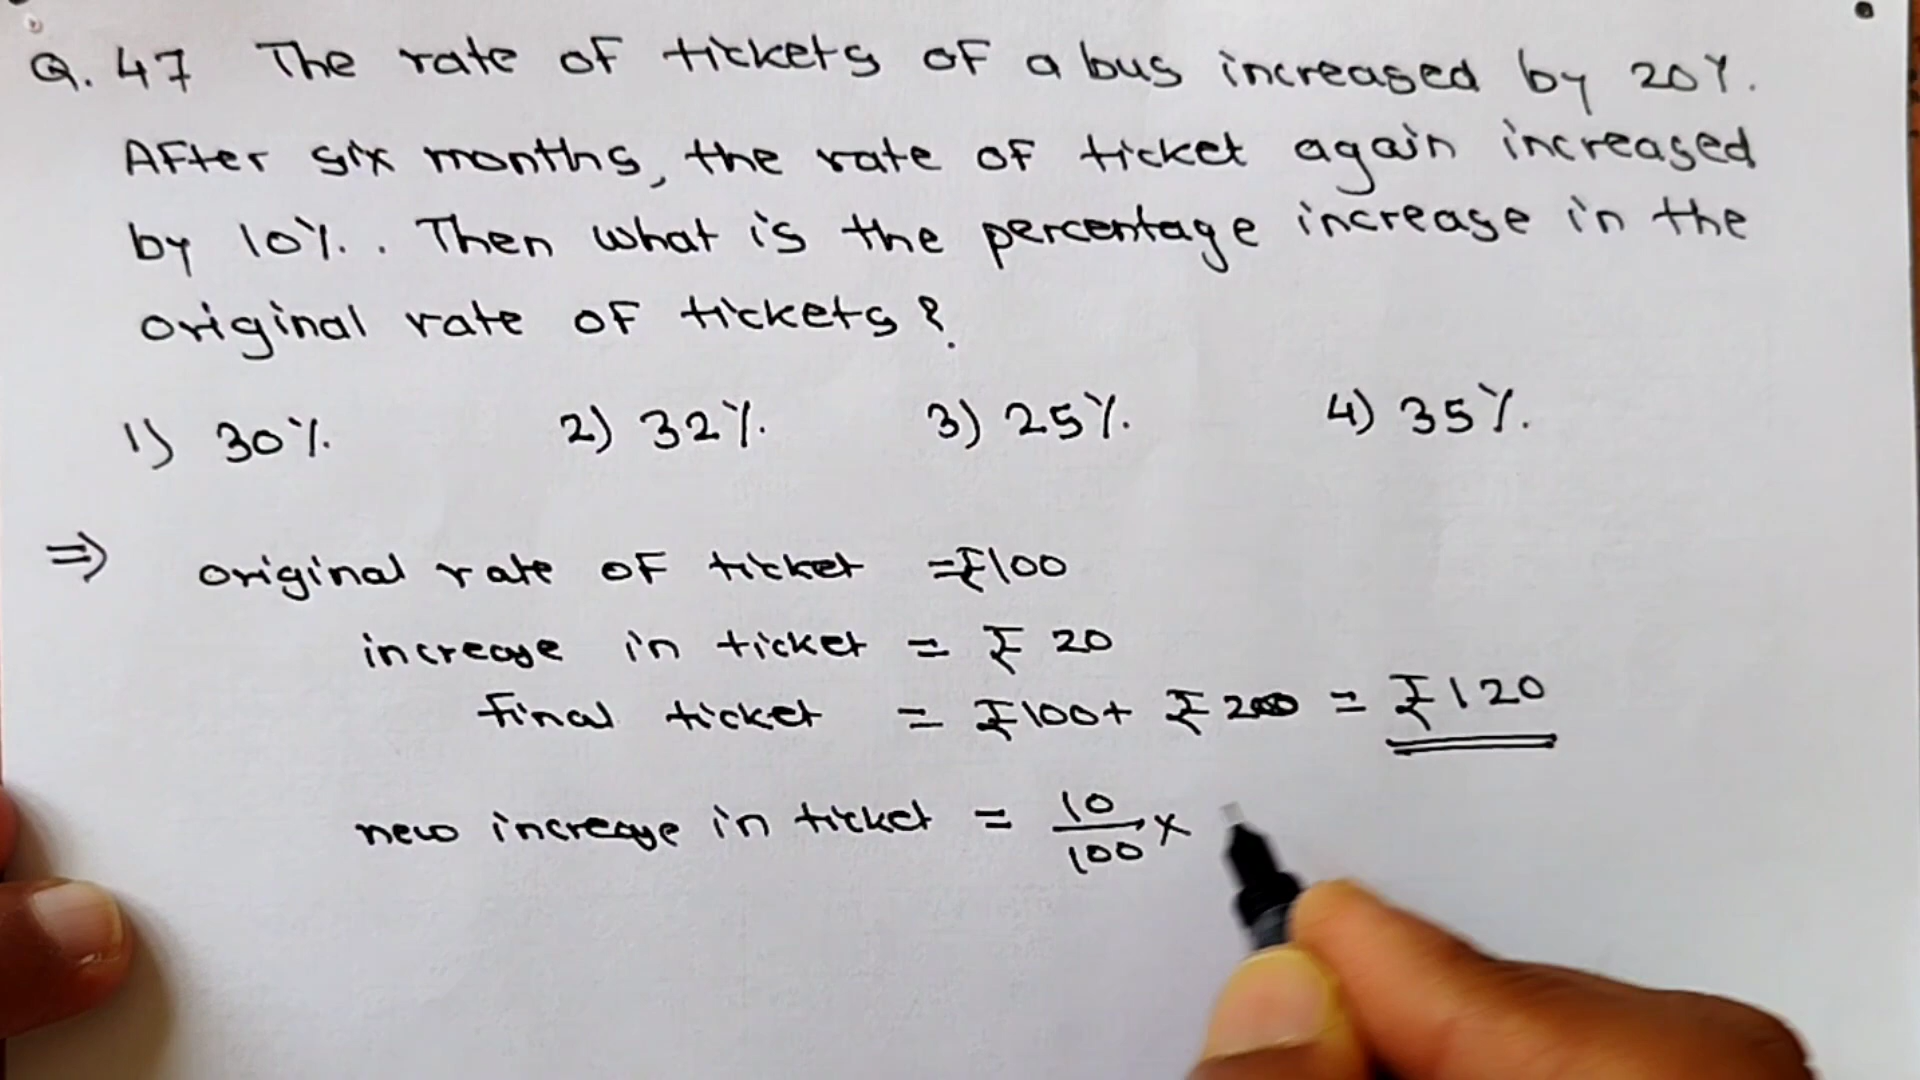 Q. 47 The rate of tickets of a bus increased by 20%.
After six months, the rate of ticket again increased
by 10%. . Then what is the percentage increase in the
original rate of tickets?
1) 30%. 2) 32%. 3) 25%. 4) 35%.
⇒ original rate of ticket = ₹100
increase in ticket = ₹ 20
final ticket = ₹100 + ₹ 20 = ₹120
new increase in ticket = 10/100 ×